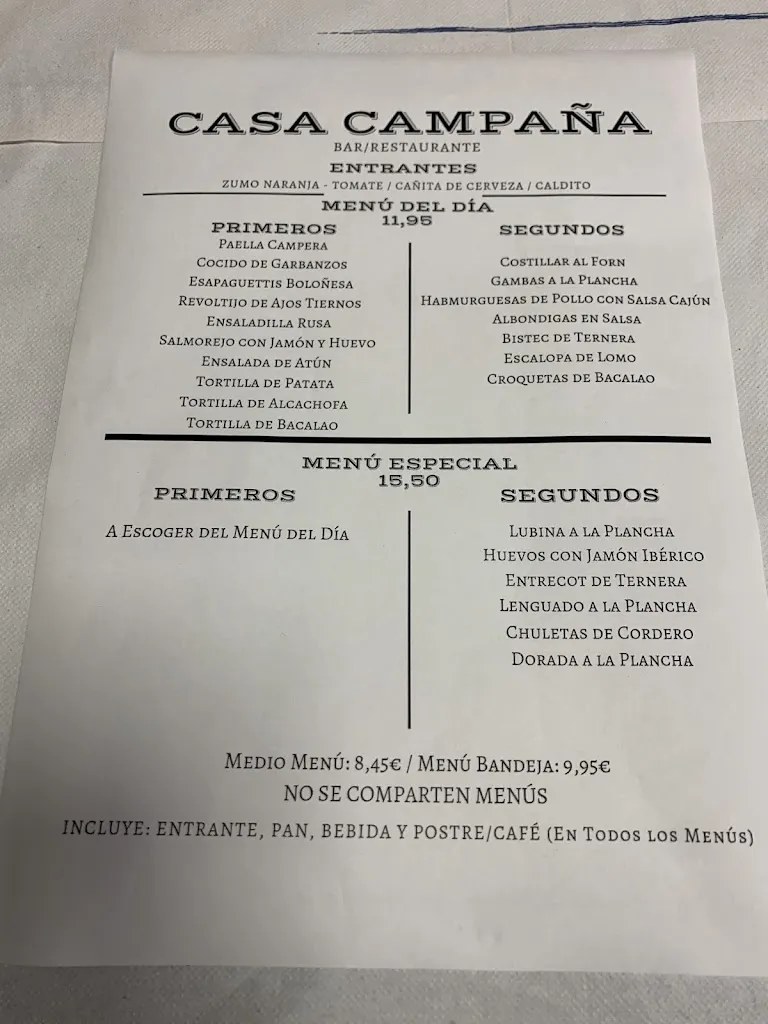 CASA CAMPAÑA
BAR/RESTAURANTE
ENTRANTES
ZUMO NARANJA - TOMATE / CAÑITA DE CERVEZA / CALDITO
MENÚ DEL DÍA
11,95
PRIMEROS
PAELLA CAMPERA
COCIDO DE GARBANZOS
ESAPAGUETTIS BOLOÑESA
REVOLTIJO DE AJOS TIERNOS
ENSALADILLA RUSA
SALMOREJO CON JAMÓN Y HUEVO
ENSALADA DE ATÚN
TORTILLA DE PATATA
TORTILLA DE ALCACHOFA
TORTILLA DE BACALAO
SEGUNDOS
COSTILLAR AL FORN
GAMBAS A LA PLANCHA
HABMURGUESAS DE POLLO CON SALSA CAJÚN
ALBONDIGAS EN SALSA
BISTEC DE TERNERA
ESCALOPA DE LOMO
CROQUETAS DE BACALAO
MENÚ ESPECIAL
15,50
PRIMEROS
A ESCOGER DEL MENÚ DEL DÍA
SEGUNDOS
LUBINA A LA PLANCHA
HUEVOS CON JAMÓN IBÉRICO
ENTRECOT DE TERNERA
LENGUADO A LA PLANCHA
CHULETAS DE CORDERO
DORADA A LA PLANCHA
MEDIO MENÚ: 8,45€ / MENÚ BANDEJA: 9,95€
NO SE COMPARTEN MENÚS
INCLUYE: ENTRANTE, PAN, BEBIDA Y POSTRE/CAFÉ (EN TODOS LOS MENÚS)